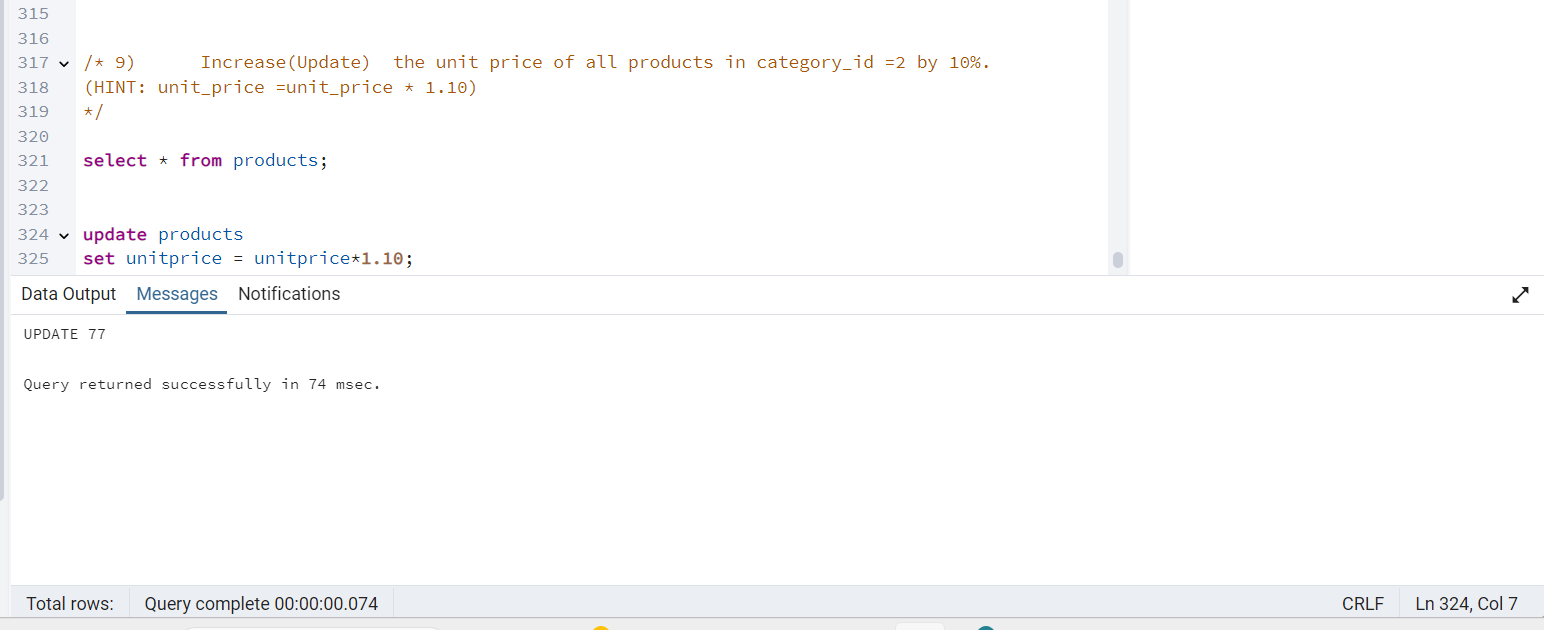 315
316
317 /* 9) Increase(Update) the unit price of all products in category_id =2 by 10%.
318 (HINT: unit_price =unit_price * 1.10)
319 */
320
321 select * from products;
322
323
324 update products
325 set unitprice = unitprice*1.10;
Data Output Messages Notifications
UPDATE 77
Query returned successfully in 74 msec.
Total rows: Query complete 00:00:00.074 CRLF Ln 324, Col 7